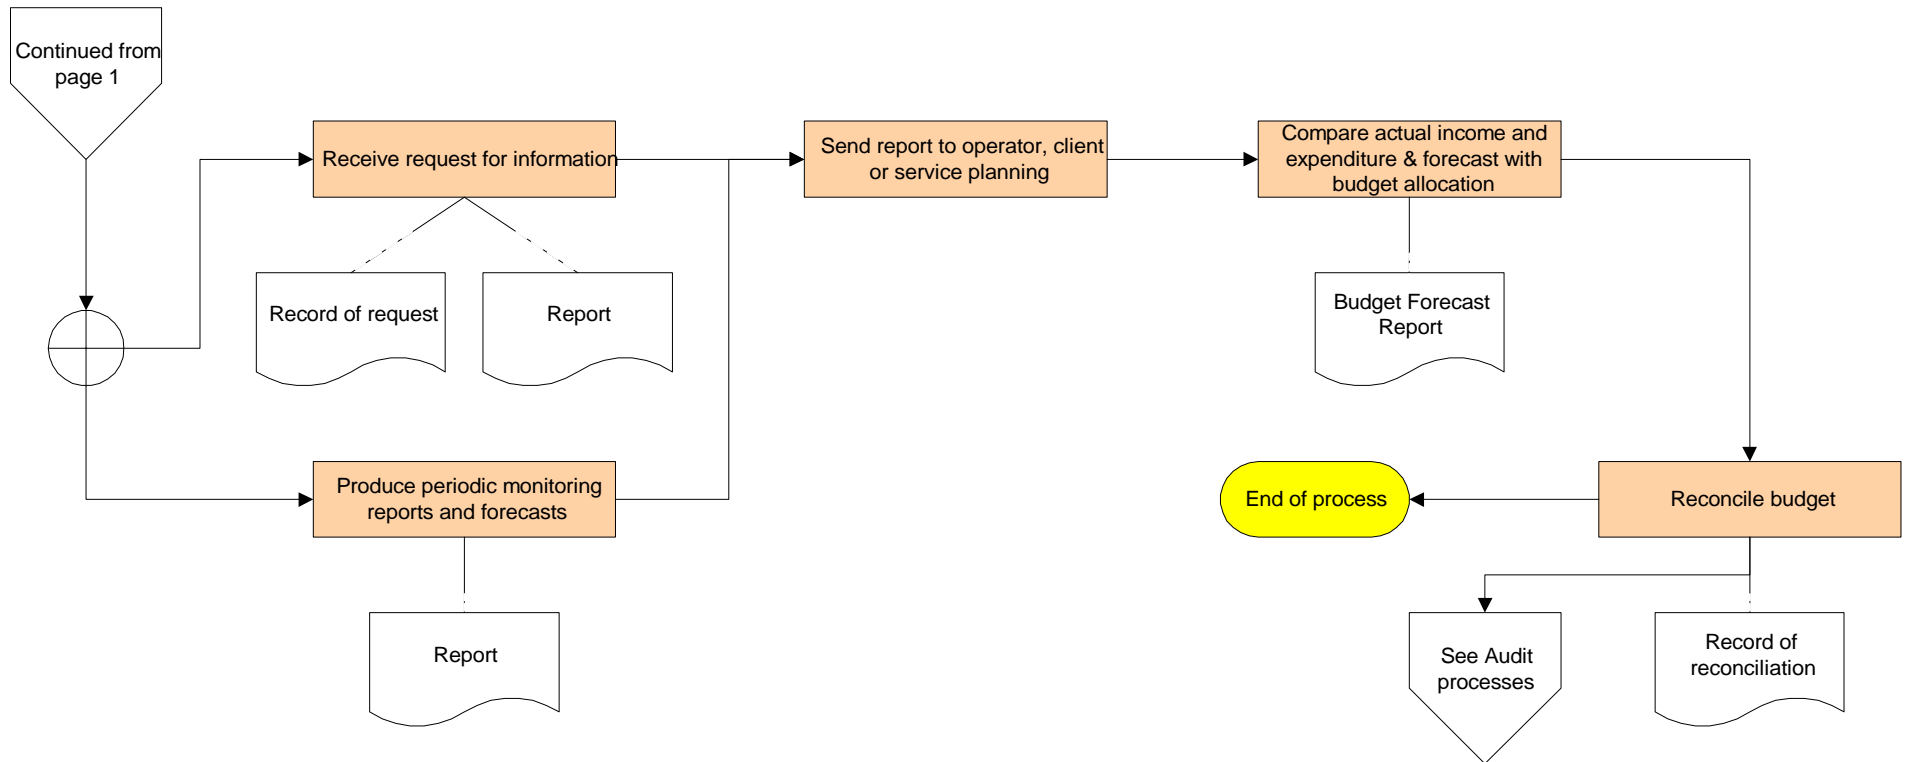 Continued from
page 1
Receive request for information
Send report to operator, client
or service planning
Compare actual income and
expenditure & forecast with
budget allocation
Record of request
Report
Budget Forecast
Report
Produce periodic monitoring
reports and forecasts
End of process
Reconcile budget
Report
See Audit
processes
Record of
reconciliation